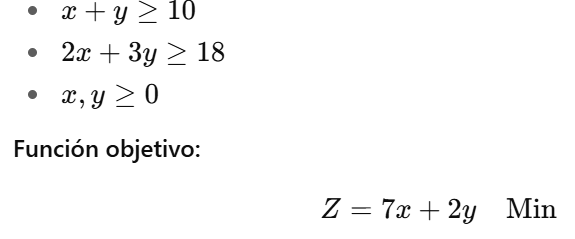 • x + y ≥ 10
• 2x + 3y ≥ 18
• x, y ≥ 0
Función objetivo:
Z = 7x + 2y Min